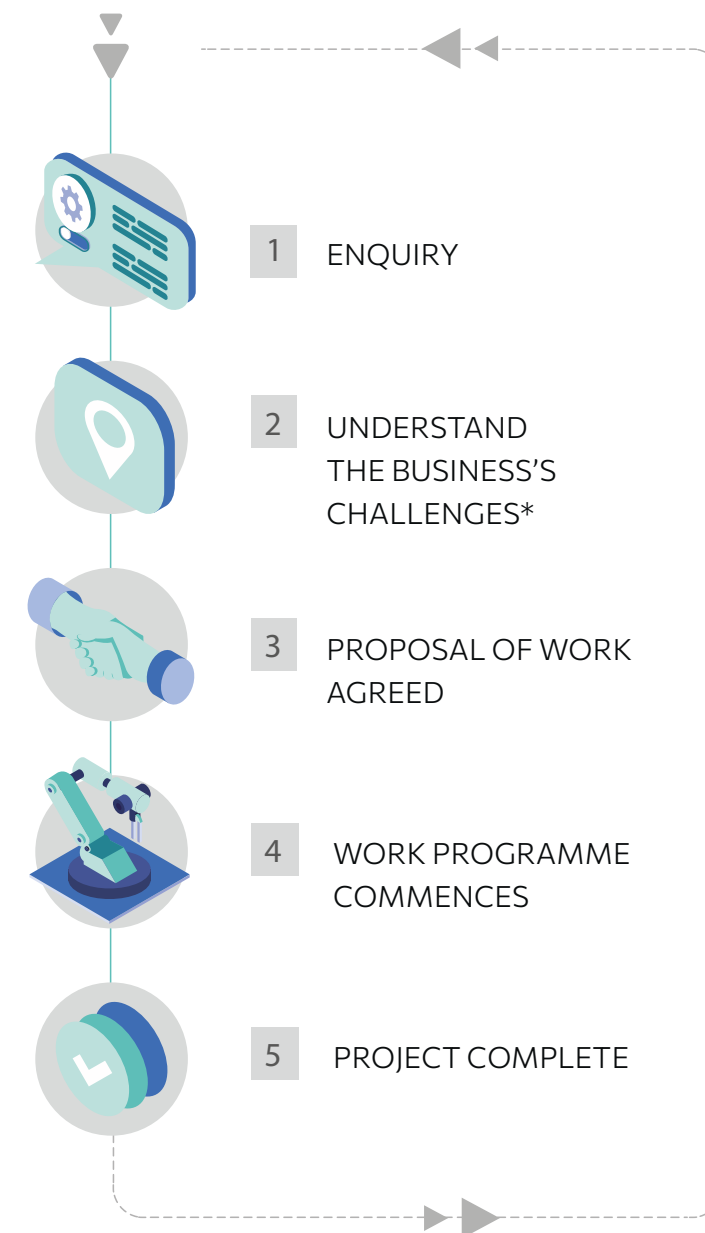 1 ENQUIRY
2 UNDERSTAND
THE BUSINESS’S
CHALLENGES*
3 PROPOSAL OF WORK
AGREED
4 WORK PROGRAMME
COMMENCES
5 PROJECT COMPLETE